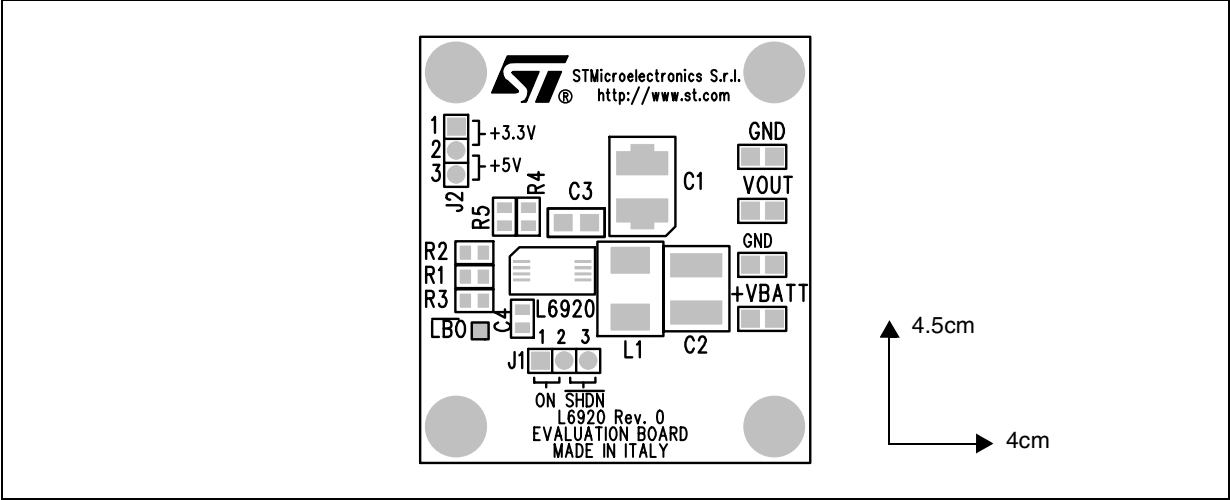 ST®
STMicroelectronics S.r.l.
http://www.st.com
1
+3.3V
2
+5V
3
J2
GND
VOUT
GND
+VBATT
R5
R4
C3
C1
R2
R1
R3
LBO
C4
L6920
L1
C2
1 2 3
J1
ON SHDN
L6920 Rev. 0
EVALUATION BOARD
MADE IN ITALY
4.5cm
4cm